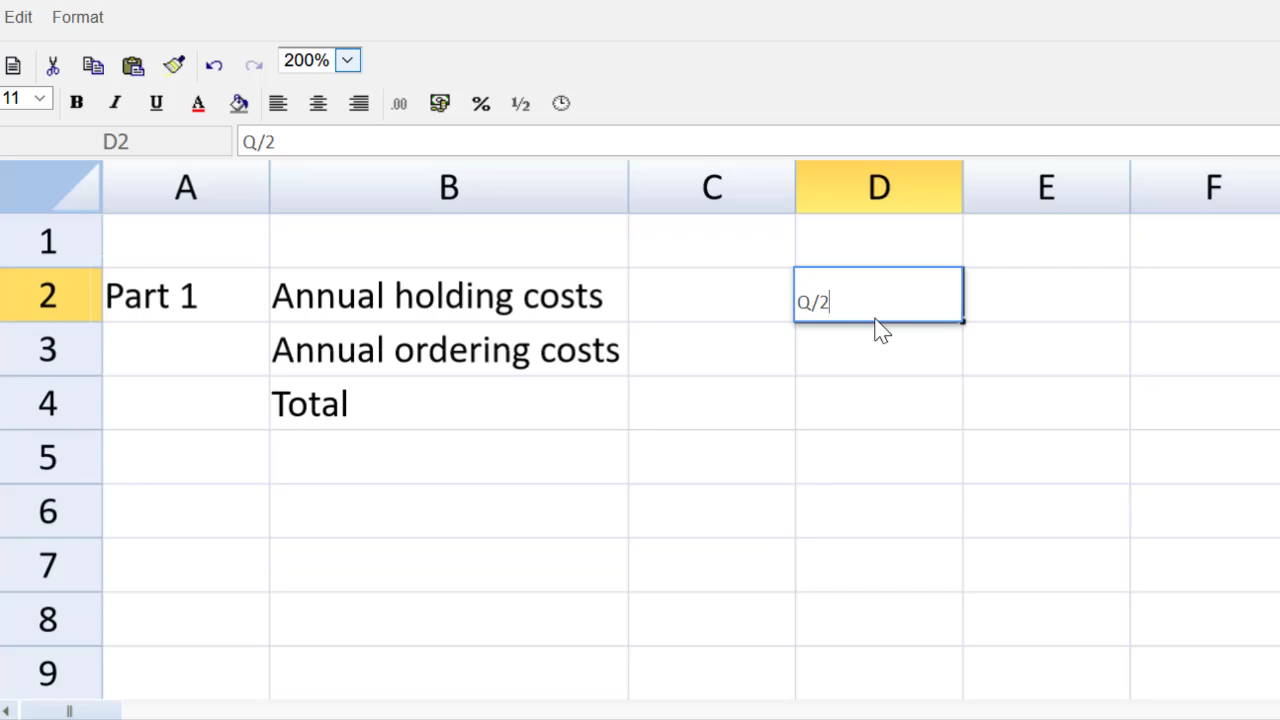 Edit Format
200%
11 B I U A .00 % 1/2
D2 Q/2
A B C D E F
1
2 Part 1 Annual holding costs Q/2
3 Annual ordering costs
4 Total
5
6
7
8
9